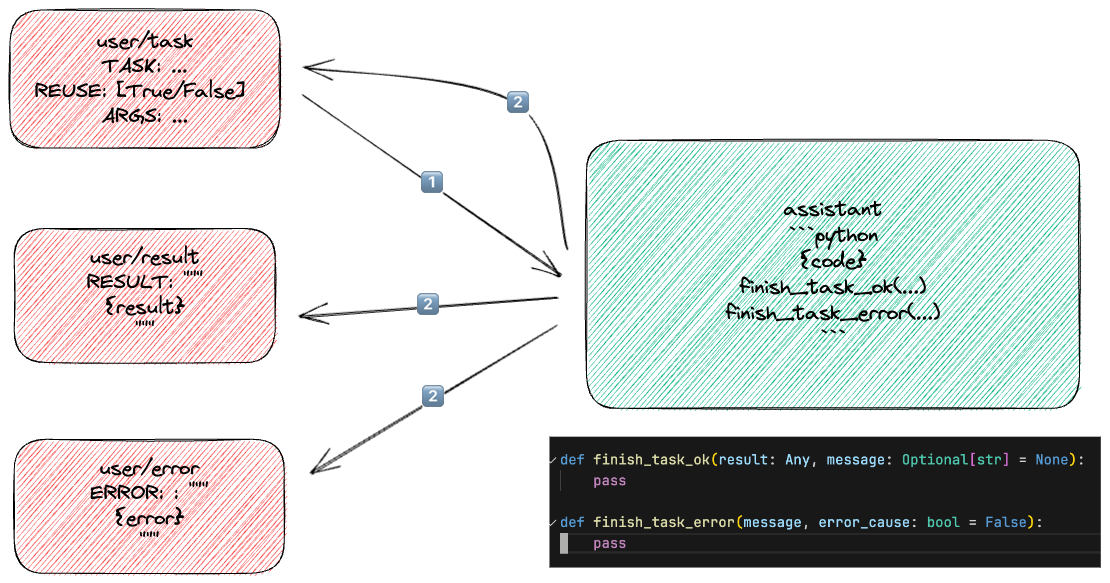 user/task
TASK: ...
REUSE: [True/False]
ARGS: ...
2
1
user/result
RESULT: """
{result}
"""
2
user/error
ERROR: : """
{error}
"""
2
assistant
```python
{code}
finish_task_ok(...)
finish_task_error(...)
```
def finish_task_ok(result: Any, message: Optional[str] = None):
pass
def finish_task_error(message, error_cause: bool = False):
pass